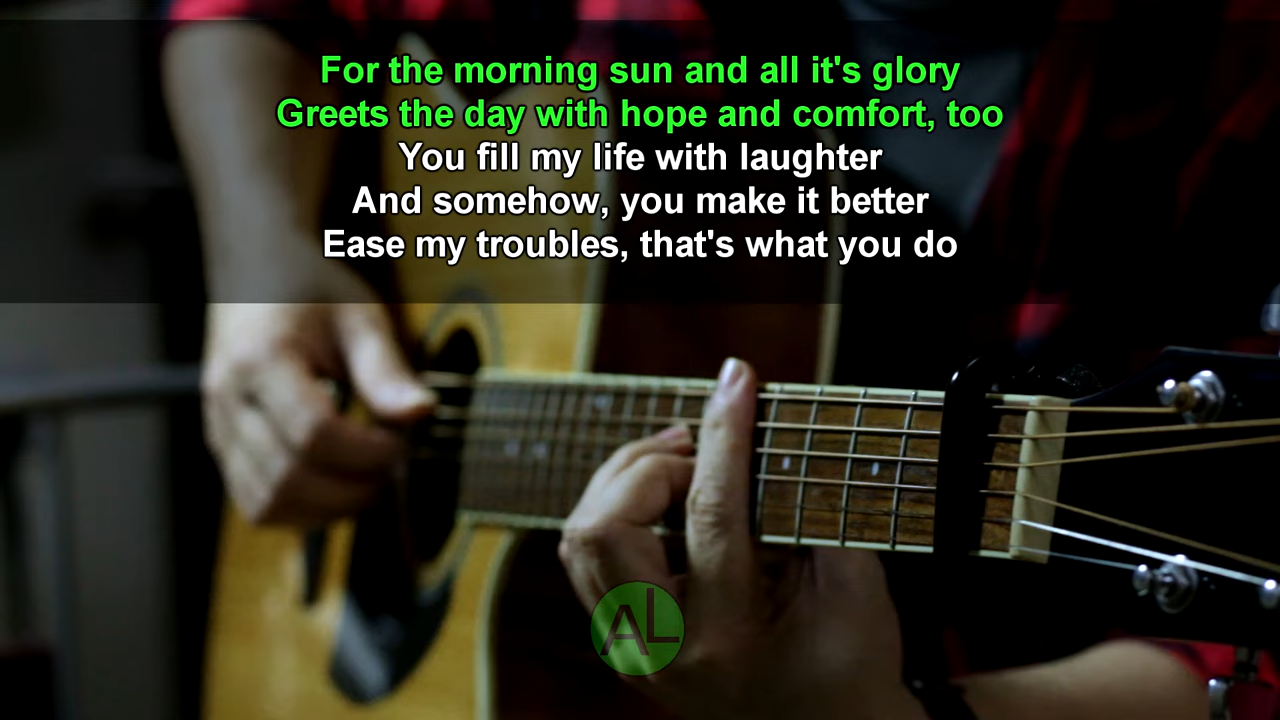 For the morning sun and all it's glory
Greets the day with hope and comfort, too
You fill my life with laughter
And somehow, you make it better
Ease my troubles, that's what you do
AL